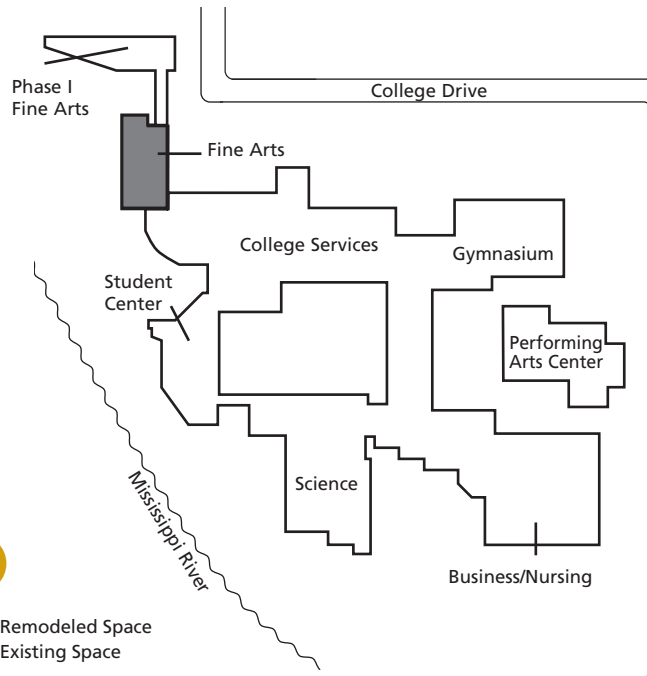 College Drive
Phase I
Fine Arts
Fine Arts
College Services
Gymnasium
Student
Center
Performing
Arts Center
Science
Mississippi River
Business/Nursing
Remodeled Space
Existing Space